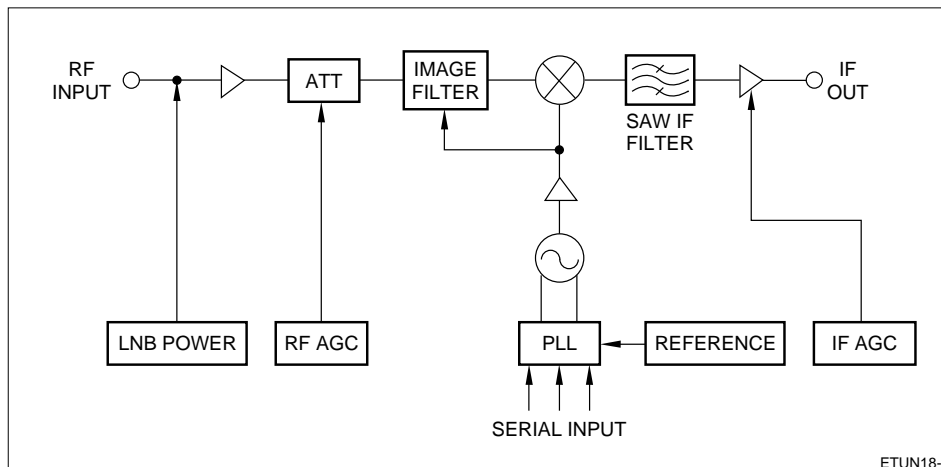 RF
INPUT
ATT
IMAGE
FILTER
SAW IF
FILTER
IF
OUT
LNB POWER
RF AGC
PLL
REFERENCE
IF AGC
SERIAL INPUT
ETUN18-